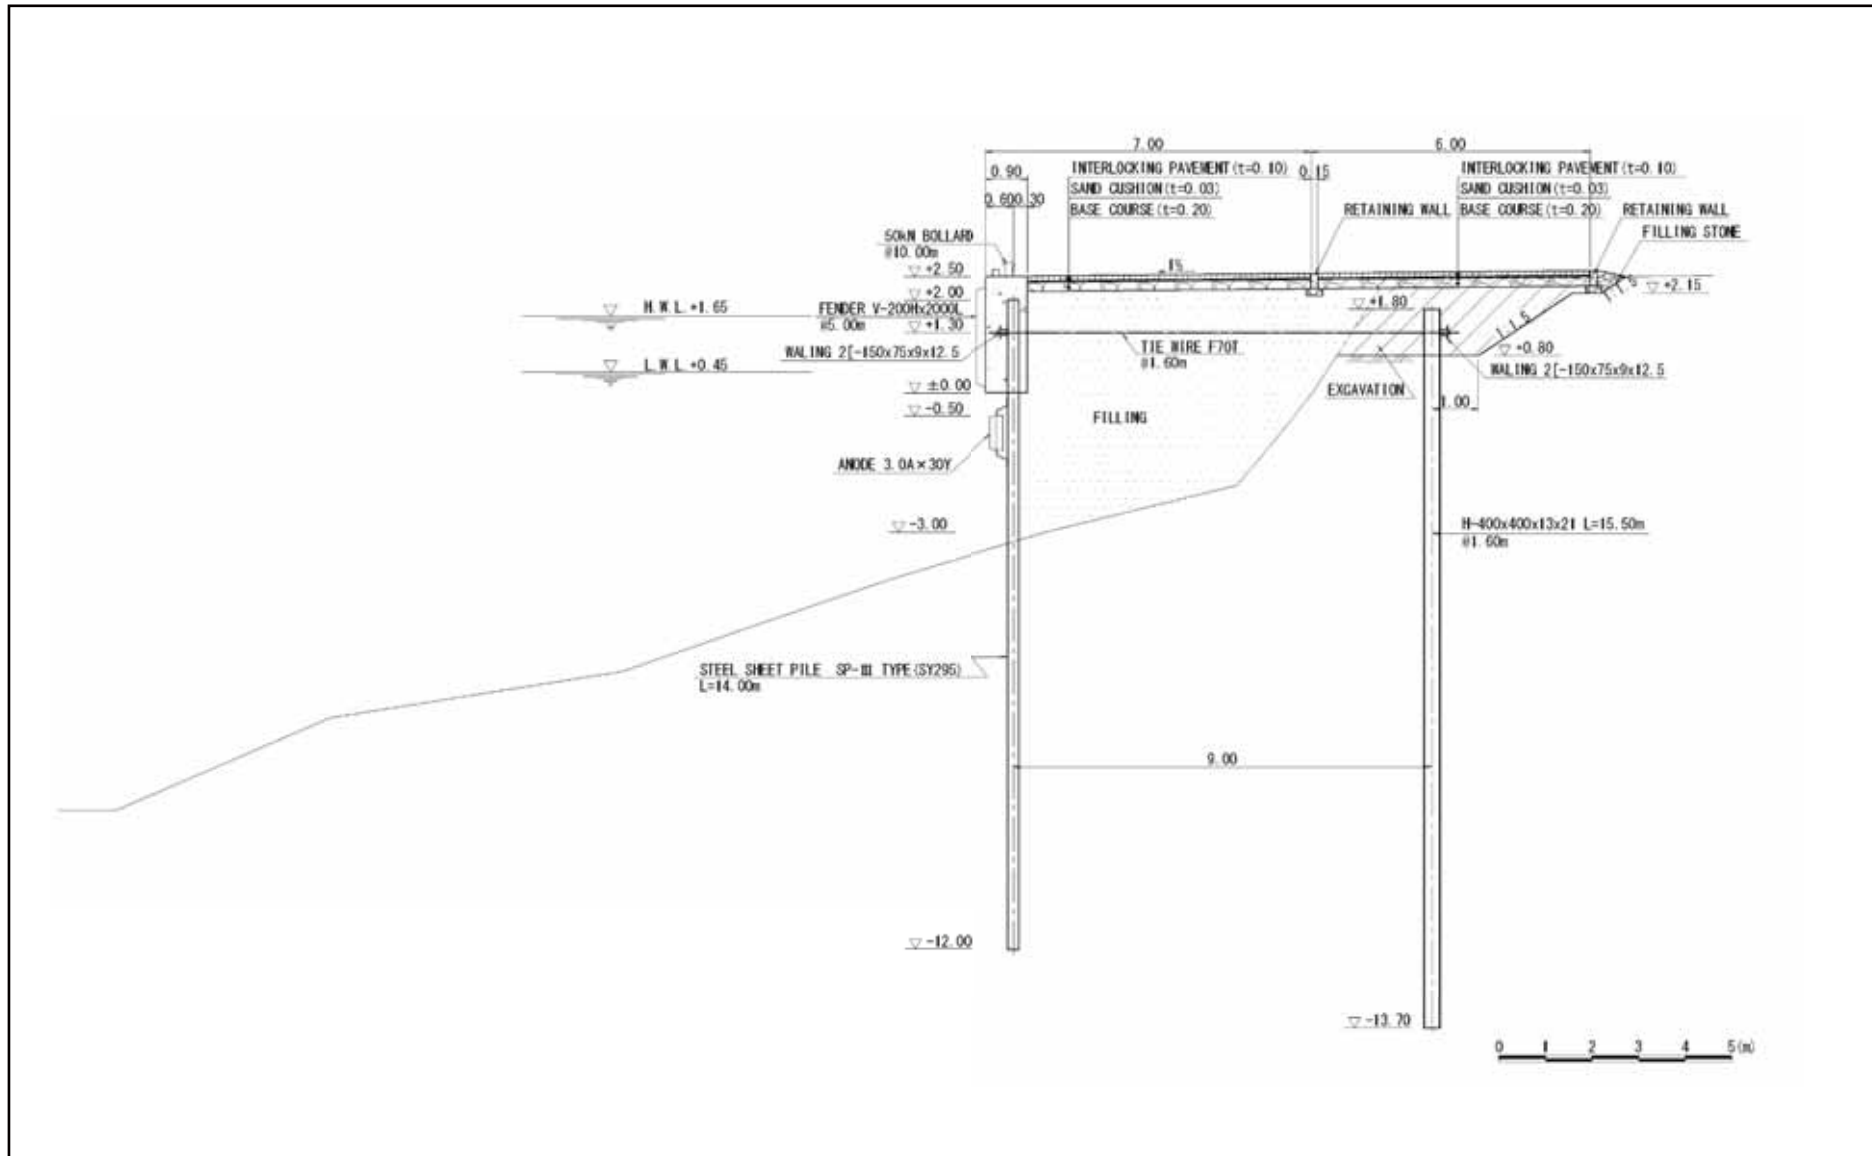 7.00
6.00
0.90
INTERLOCKING PAVEMENT(t=0.10)
0.15
INTERLOCKING PAVEMENT(t=0.10)
SAND CUSHION(t=0.03)
SAND CUSHION(t=0.03)
0.600.30
BASE COURSE(t=0.20)
RETAINING WALL
BASE COURSE(t=0.20)
RETAINING WALL
FILLING STONE
50kN BOLLARD
@10.00m
+2.50
1%
+2.00
+2.15
H.W.L.+1.65
FENDER V-200Hx2000L
@5.00m
+1.80
+1.30
1:1.5
WALING 2[-150x75x9x12.5
TIE WIRE F70T
@1.60m
+0.80
L.W.L.+0.45
WALING 2[-150x75x9x12.5
±0.00
EXCAVATION
1.00
-0.50
FILLING
ANODE 3.0A×30Y
-3.00
H-400x400x13x21 L=15.50m
@1.60m
STEEL SHEET PILE SP-Ⅲ TYPE(SY295)
L=14.00m
9.00
-12.00
-13.70
0 1 2 3 4 5(m)